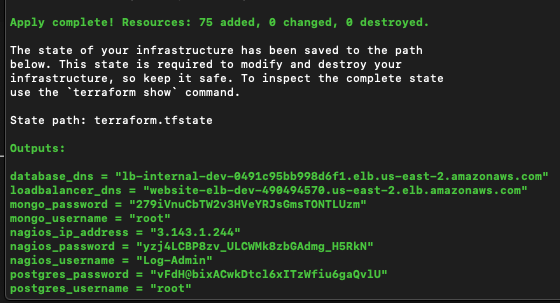 Apply complete! Resources: 75 added, 0 changed, 0 destroyed.
The state of your infrastructure has been saved to the path
below. This state is required to modify and destroy your
infrastructure, so keep it safe. To inspect the complete state
use the `terraform show` command.
State path: terraform.tfstate
Outputs:
database_dns = "lb-internal-dev-0491c95bb998d6f1.elb.us-east-2.amazonaws.com"
loadbalancer_dns = "website-elb-dev-490494570.us-east-2.elb.amazonaws.com"
mongo_password = "279iVnuCbTW2v3HVeYRJsGmsTONTLUzm"
mongo_username = "root"
nagios_ip_address = "3.143.1.244"
nagios_password = "yzj4LCBP8zv_ULCWMk8zbGAdmg_H5RkN"
nagios_username = "Log-Admin"
postgres_password = "vFdH@bixACwkDtcl6xITzWfiu6gaQvlU"
postgres_username = "root"